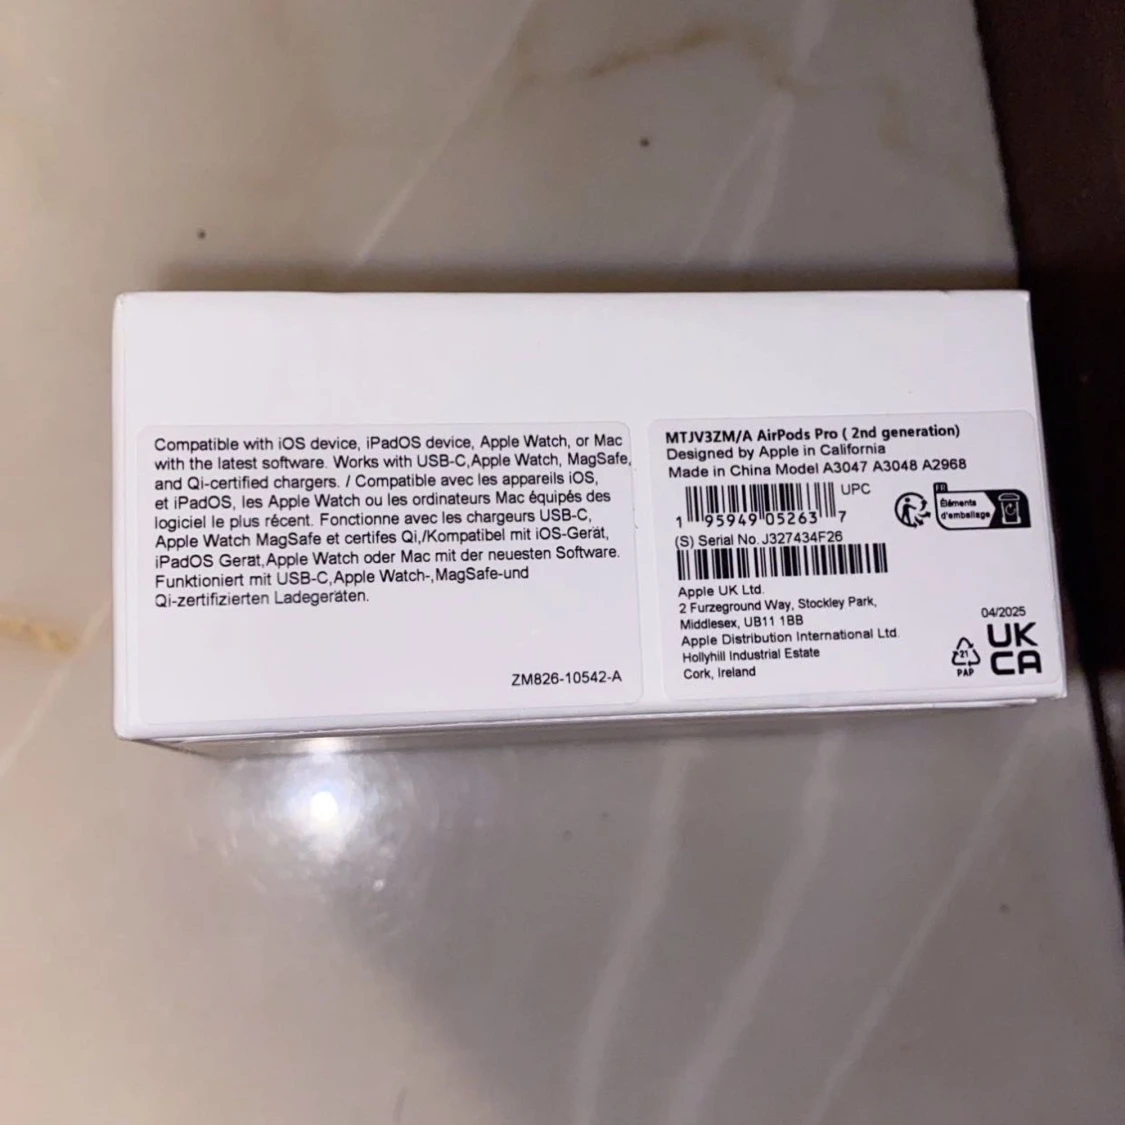 Compatible with iOS device, iPadOS device, Apple Watch, or Mac
with the latest software. Works with USB-C,Apple Watch, MagSafe,
and Qi-certified chargers. / Compatible avec les appareils iOS,
et iPadOS, les Apple Watch ou les ordinateurs Mac équipés des
logiciel le plus récent. Fonctionne avec les chargeurs USB-C,
Apple Watch MagSafe et certifes Qi,/Kompatibel mit iOS-Gerät,
iPadOS Gerat,Apple Watch oder Mac mit der neuesten Software.
Funktioniert mit USB-C,Apple Watch-,MagSafe-und
Qi-zertifizierten Ladegeräten.
ZM826-10542-A
MTJV3ZM/A AirPods Pro ( 2nd generation)
Designed by Apple in California
Made in China Model A3047 A3048 A2968
UPC
1 95949 05263 7
FR
Éléments
d'emballage
(S) Serial No. J327434F26
Apple UK Ltd.
2 Furzeground Way, Stockley Park,
Middlesex, UB11 1BB
Apple Distribution International Ltd.
Hollyhill Industrial Estate
Cork, Ireland
04/2025
21
PAP
UK
CA